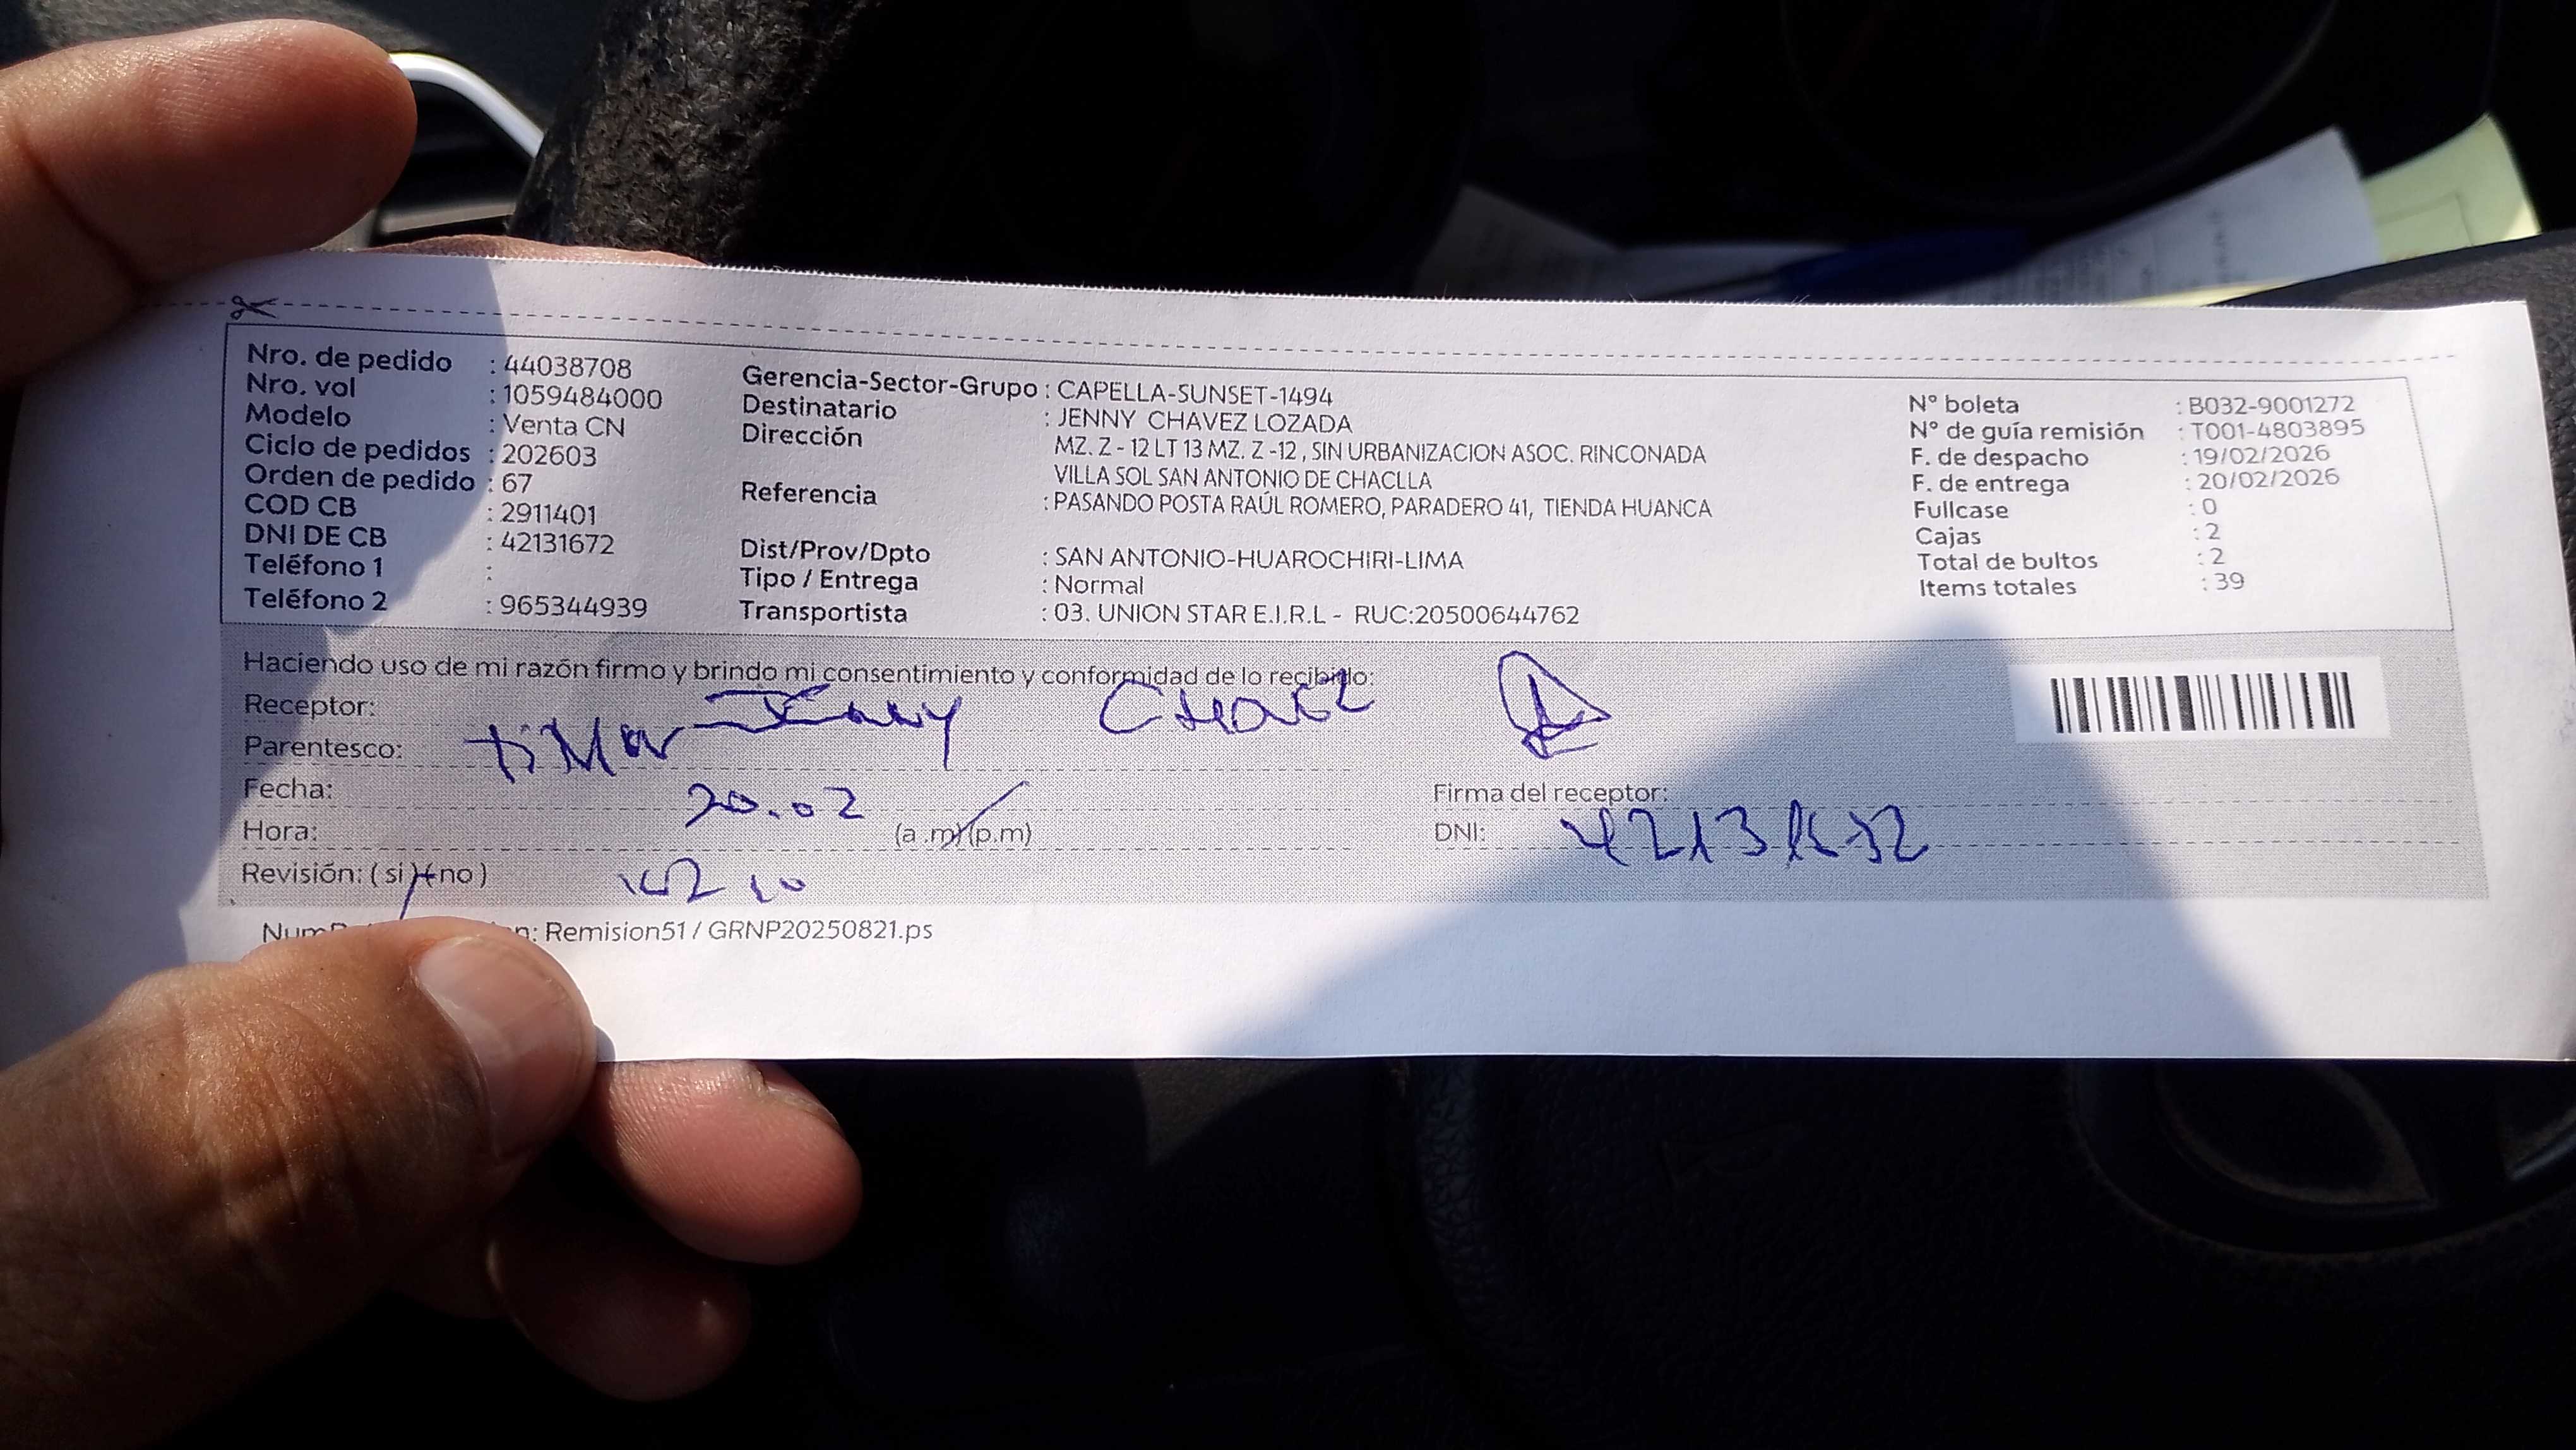 Nro. de pedido : 44038708
Nro. vol : 1059484000
Modelo : Venta CN
Ciclo de pedidos : 202603
Orden de pedido : 67
COD CB : 2911401
DNI DE CB : 42131672
Teléfono 1 :
Teléfono 2 : 965344939
Gerencia-Sector-Grupo : CAPELLA-SUNSET-1494
Destinatario : JENNY CHAVEZ LOZADA
Dirección MZ. Z - 12 LT 13 MZ. Z -12 , SIN URBANIZACION ASOC. RINCONADA
VILLA SOL SAN ANTONIO DE CHACLLA
Referencia : PASANDO POSTA RAÚL ROMERO, PARADERO 41, TIENDA HUANCA
Dist/Prov/Dpto : SAN ANTONIO-HUAROCHIRI-LIMA
Tipo / Entrega : Normal
Transportista : 03. UNION STAR E.I.R.L - RUC:20500644762
N° boleta : B032-9001272
N° de guía remisión : T001-4803895
F. de despacho : 19/02/2026
F. de entrega : 20/02/2026
Fullcase : 0
Cajas : 2
Total de bultos : 2
Items totales : 39
Haciendo uso de mi razón firmo y brindo mi consentimiento y conformidad de lo recibido:
Receptor: Jenny
Parentesco:
Fecha: 20.02
Firma del receptor:
Hora: (a.m)(p.m)
DNI: 42131672
Revisión: ( si )( no )
Remision51 / GRNP20250821.ps